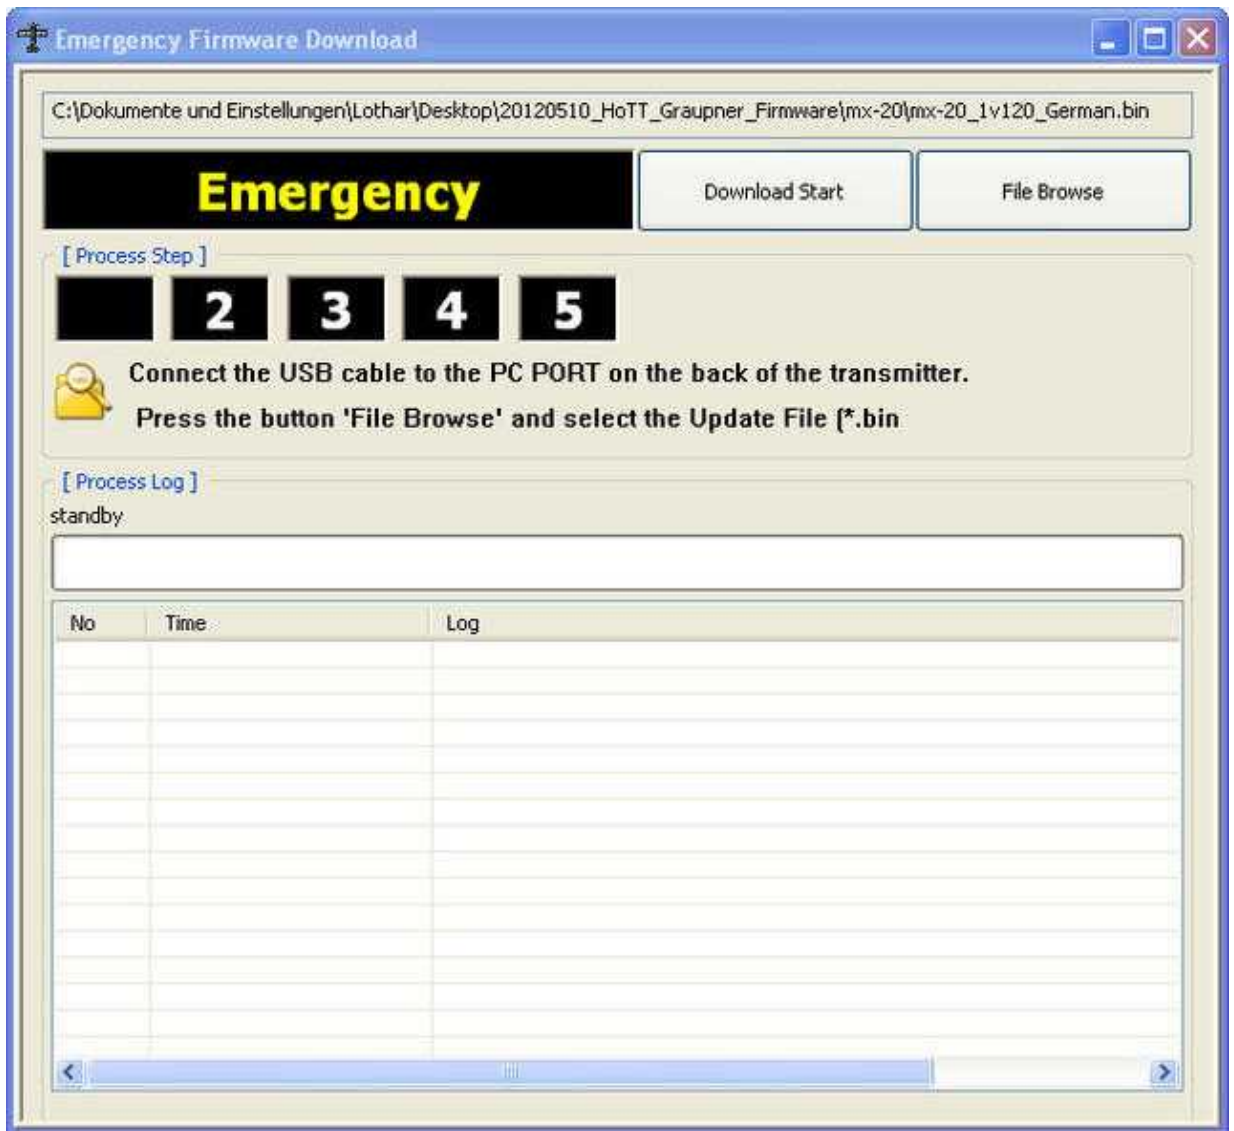 Emergency Firmware Download
C:\Dokumente und Einstellungen\Lothar\Desktop\20120510_HoTT_Graupner_Firmware\mx-20\mx-20_1v120_German.bin
Emergency
Download Start
File Browse
[ Process Step ]
2 3 4 5
Connect the USB cable to the PC PORT on the back of the transmitter.
Press the button 'File Browse' and select the Update File (*.bin
[ Process Log ]
standby
No Time Log